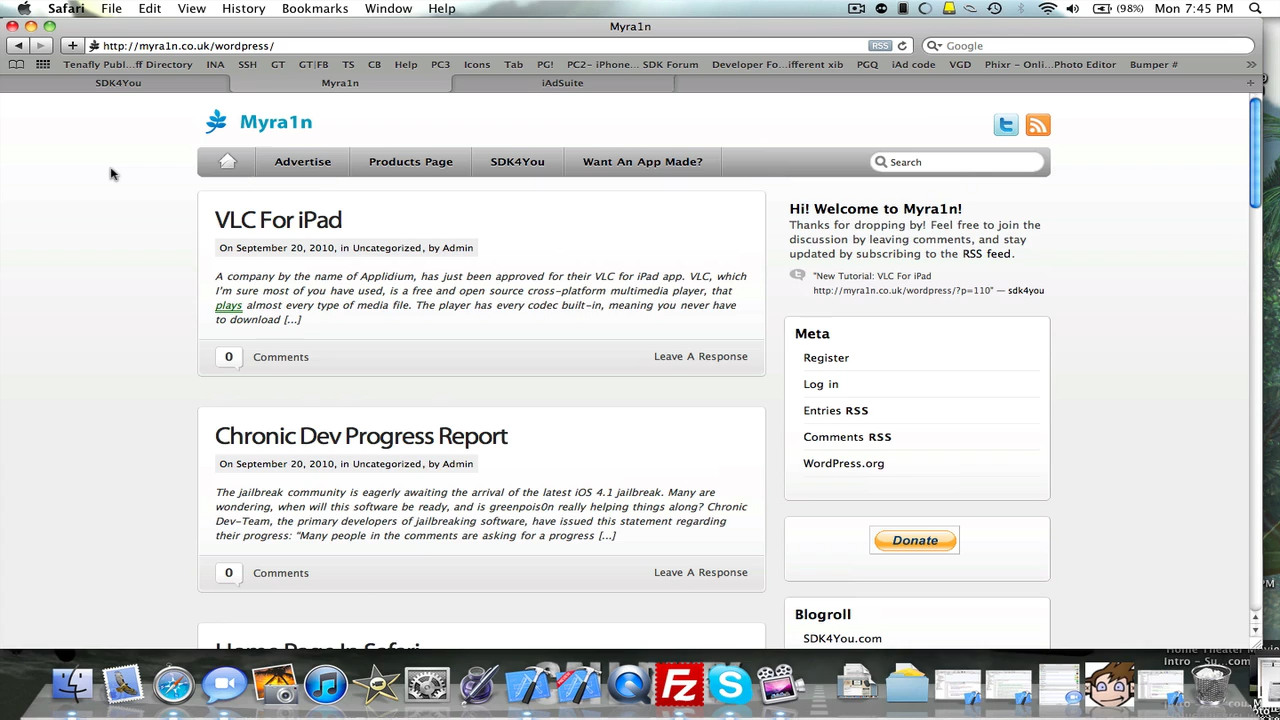 Safari File Edit View History Bookmarks Window Help (98%) Mon 7:45 PM
Myra1n
http://myra1n.co.uk/wordpress/ RSS Google
Tenafly Publ...ff Directory INA SSH GT GT|FB TS CB Help PC3 Icons Tab PG! PC2- iPhone... SDK Forum Developer Fo...ifferent xib PGQ iAd code VGD Phixr - Onli...Photo Editor Bumper # >>
SDK4You Myra1n iAdSuite
Myra1n
Advertise Products Page SDK4You Want An App Made? Search
VLC For iPad
On September 20, 2010, in Uncategorized, by Admin
A company by the name of Applidium, has just been approved for their VLC for iPad app. VLC, which
I'm sure most of you have used, is a free and open source cross-platform multimedia player, that
plays almost every type of media file. The player has every codec built-in, meaning you never have
to download [...]
0 Comments Leave A Response
Chronic Dev Progress Report
On September 20, 2010, in Uncategorized, by Admin
The jailbreak community is eagerly awaiting the arrival of the latest iOS 4.1 jailbreak. Many are
wondering, when will this software be ready, and is greenpois0n really helping things along? Chronic
Dev-Team, the primary developers of jailbreaking software, have issued this statement regarding
their progress: "Many people in the comments are asking for a progress [...]
0 Comments Leave A Response
Home Page In Safari
Hi! Welcome to Myra1n!
Thanks for dropping by! Feel free to join the
discussion by leaving comments, and stay
updated by subscribing to the RSS feed.
"New Tutorial: VLC For iPad
http://myra1n.co.uk/wordpress/?p=110" — sdk4you
Meta
Register
Log in
Entries RSS
Comments RSS
WordPress.org
Donate
Blogroll
SDK4You.com
PM
Intro - Su... com